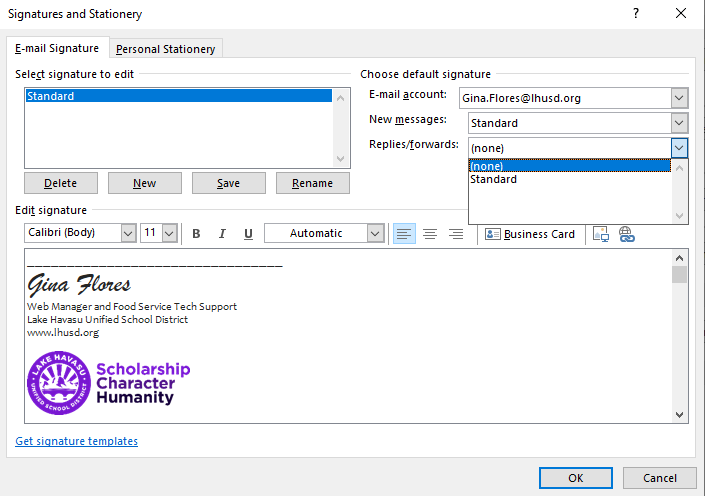 Signatures and Stationery
?
E-mail Signature
Personal Stationery
Select signature to edit
Standard
Delete
New
Save
Rename
Choose default signature
E-mail account:
Gina.Flores@lhusd.org
New messages:
Standard
Replies/forwards:
(none)
(none)
Standard
Edit signature
Calibri (Body)
11
B
I
U
Automatic
Business Card
Gina Flores
Web Manager and Food Service Tech Support
Lake Havasu Unified School District
www.lhusd.org
LAKE HAVASU
UNIFIED SCHOOL DISTRICT
Scholarship
Character
Humanity
Get signature templates
OK
Cancel